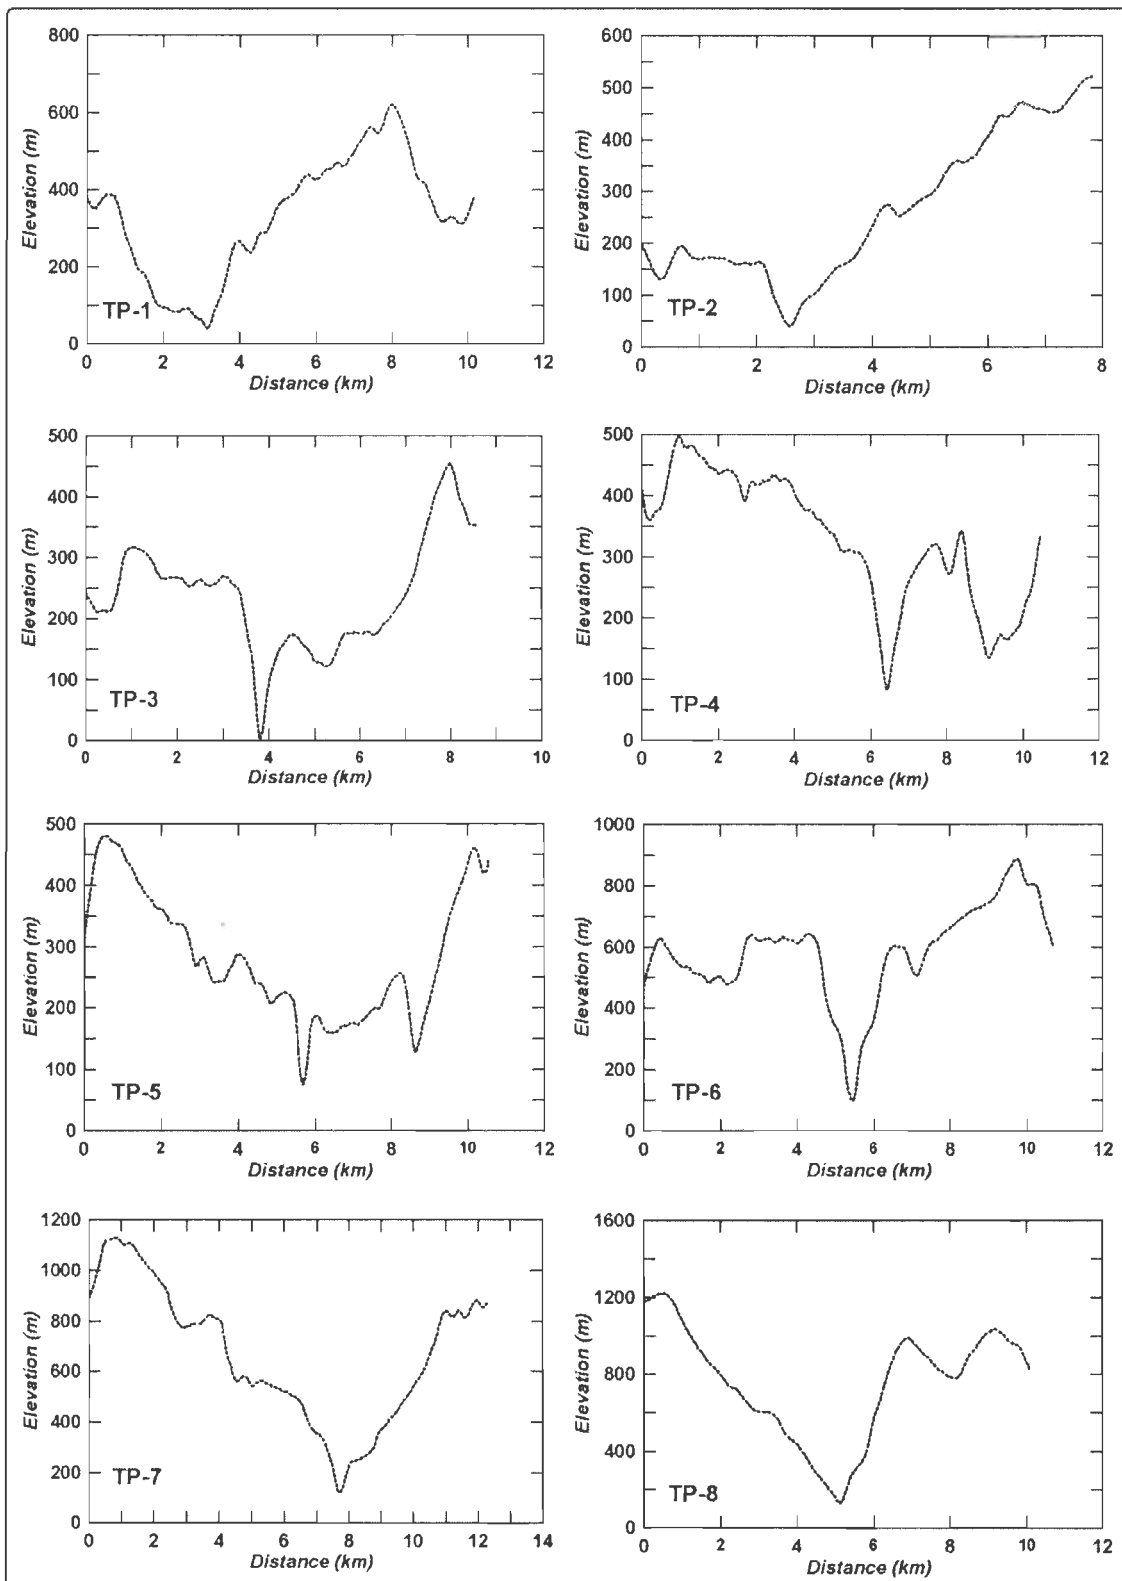 800
600
400
200
0
Elevation (m)
TP-1
0 2 4 6 8 10 12
Distance (km)
600
500
400
300
200
100
0
Elevation (m)
TP-2
0 2 4 6 8
Distance (km)
500
400
300
200
100
0
Elevation (m)
TP-3
0 2 4 6 8 10
Distance (km)
500
400
300
200
100
0
Elevation (m)
TP-4
0 2 4 6 8 10 12
Distance (km)
500
400
300
200
100
0
Elevation (m)
TP-5
0 2 4 6 8 10 12
Distance (km)
1000
800
600
400
200
0
Elevation (m)
TP-6
0 2 4 6 8 10 12
Distance (km)
1200
1000
800
600
400
200
0
Elevation (m)
TP-7
0 2 4 6 8 10 12 14
Distance (km)
1600
1200
800
400
0
Elevation (m)
TP-8
0 2 4 6 8 10 12
Distance (km)